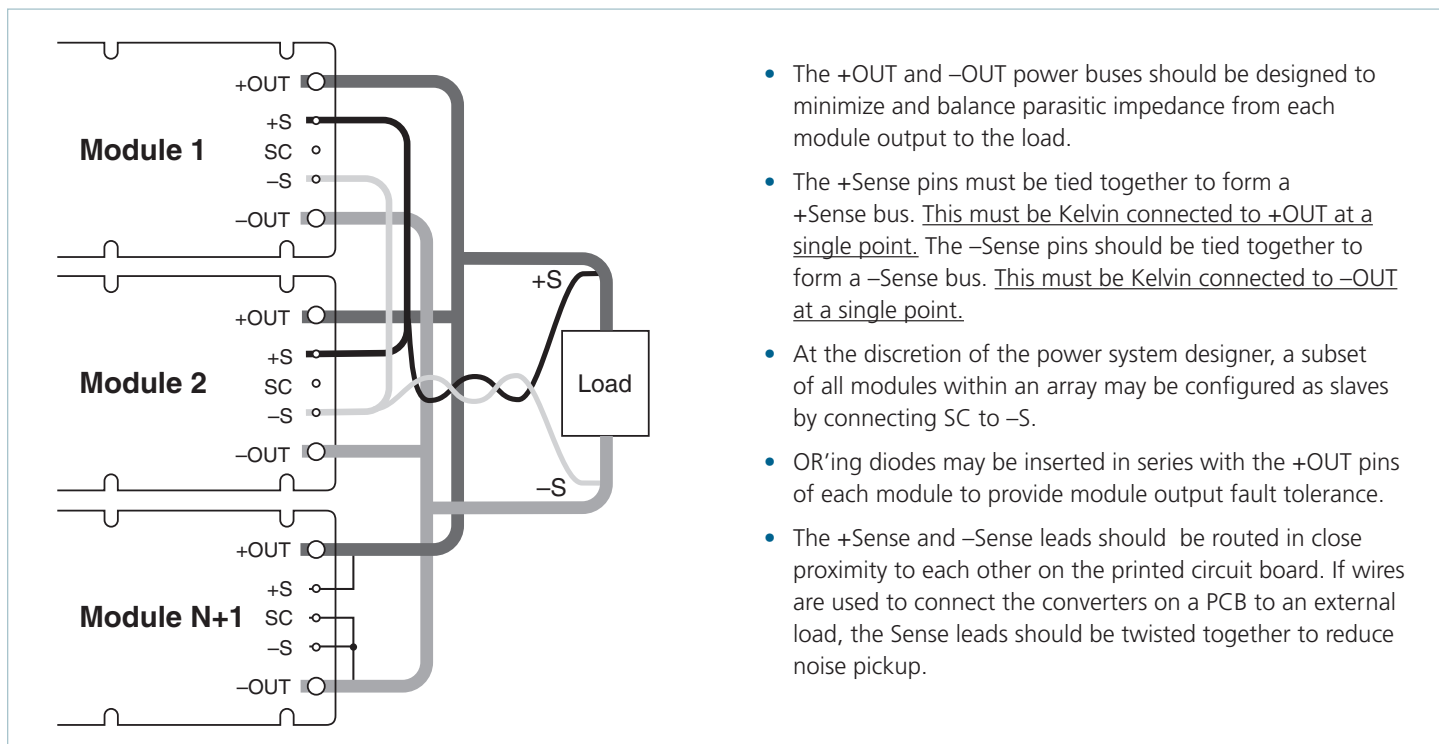 +OUT
+S
Module 1
SC
–S
–OUT
+OUT
+S
Module 2
SC
–S
–OUT
+OUT
+S
Module N+1
SC
–S
–OUT
+S
Load
–S
• The +OUT and –OUT power buses should be designed to
minimize and balance parasitic impedance from each
module output to the load.
• The +Sense pins must be tied together to form a
+Sense bus. This must be Kelvin connected to +OUT at a
single point. The –Sense pins should be tied together to
form a –Sense bus. This must be Kelvin connected to –OUT
at a single point.
• At the discretion of the power system designer, a subset
of all modules within an array may be configured as slaves
by connecting SC to –S.
• OR'ing diodes may be inserted in series with the +OUT pins
of each module to provide module output fault tolerance.
• The +Sense and –Sense leads should be routed in close
proximity to each other on the printed circuit board. If wires
are used to connect the converters on a PCB to an external
load, the Sense leads should be twisted together to reduce
noise pickup.